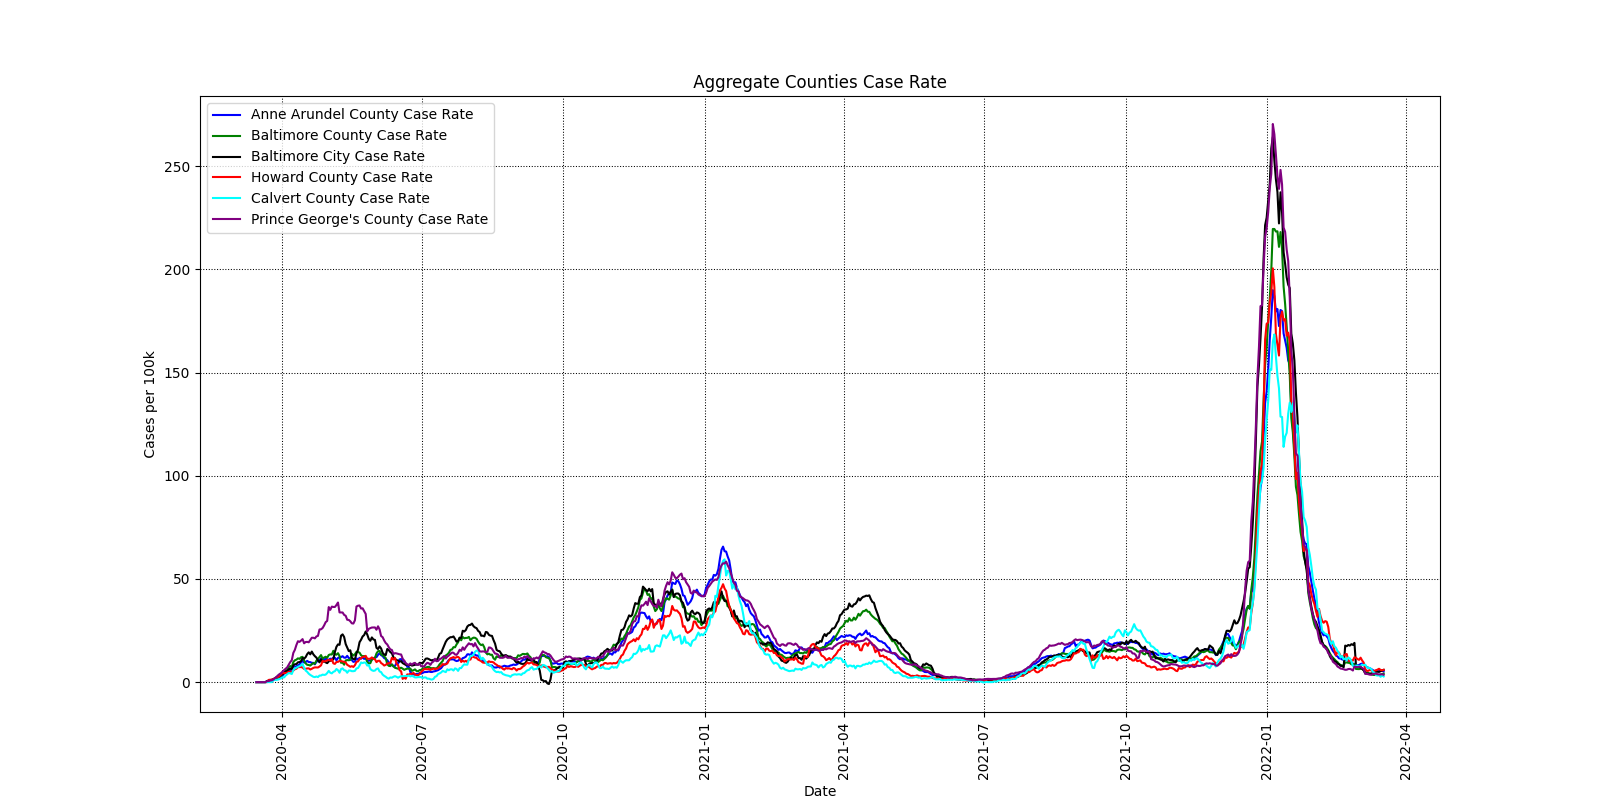 Aggregate Counties Case Rate
Anne Arundel County Case Rate
Baltimore County Case Rate
Baltimore City Case Rate
Howard County Case Rate
Calvert County Case Rate
Prince George's County Case Rate
Cases per 100k
250
200
150
100
50
0
2020-04
2020-07
2020-10
2021-01
2021-04
2021-07
2021-10
2022-01
2022-04
Date